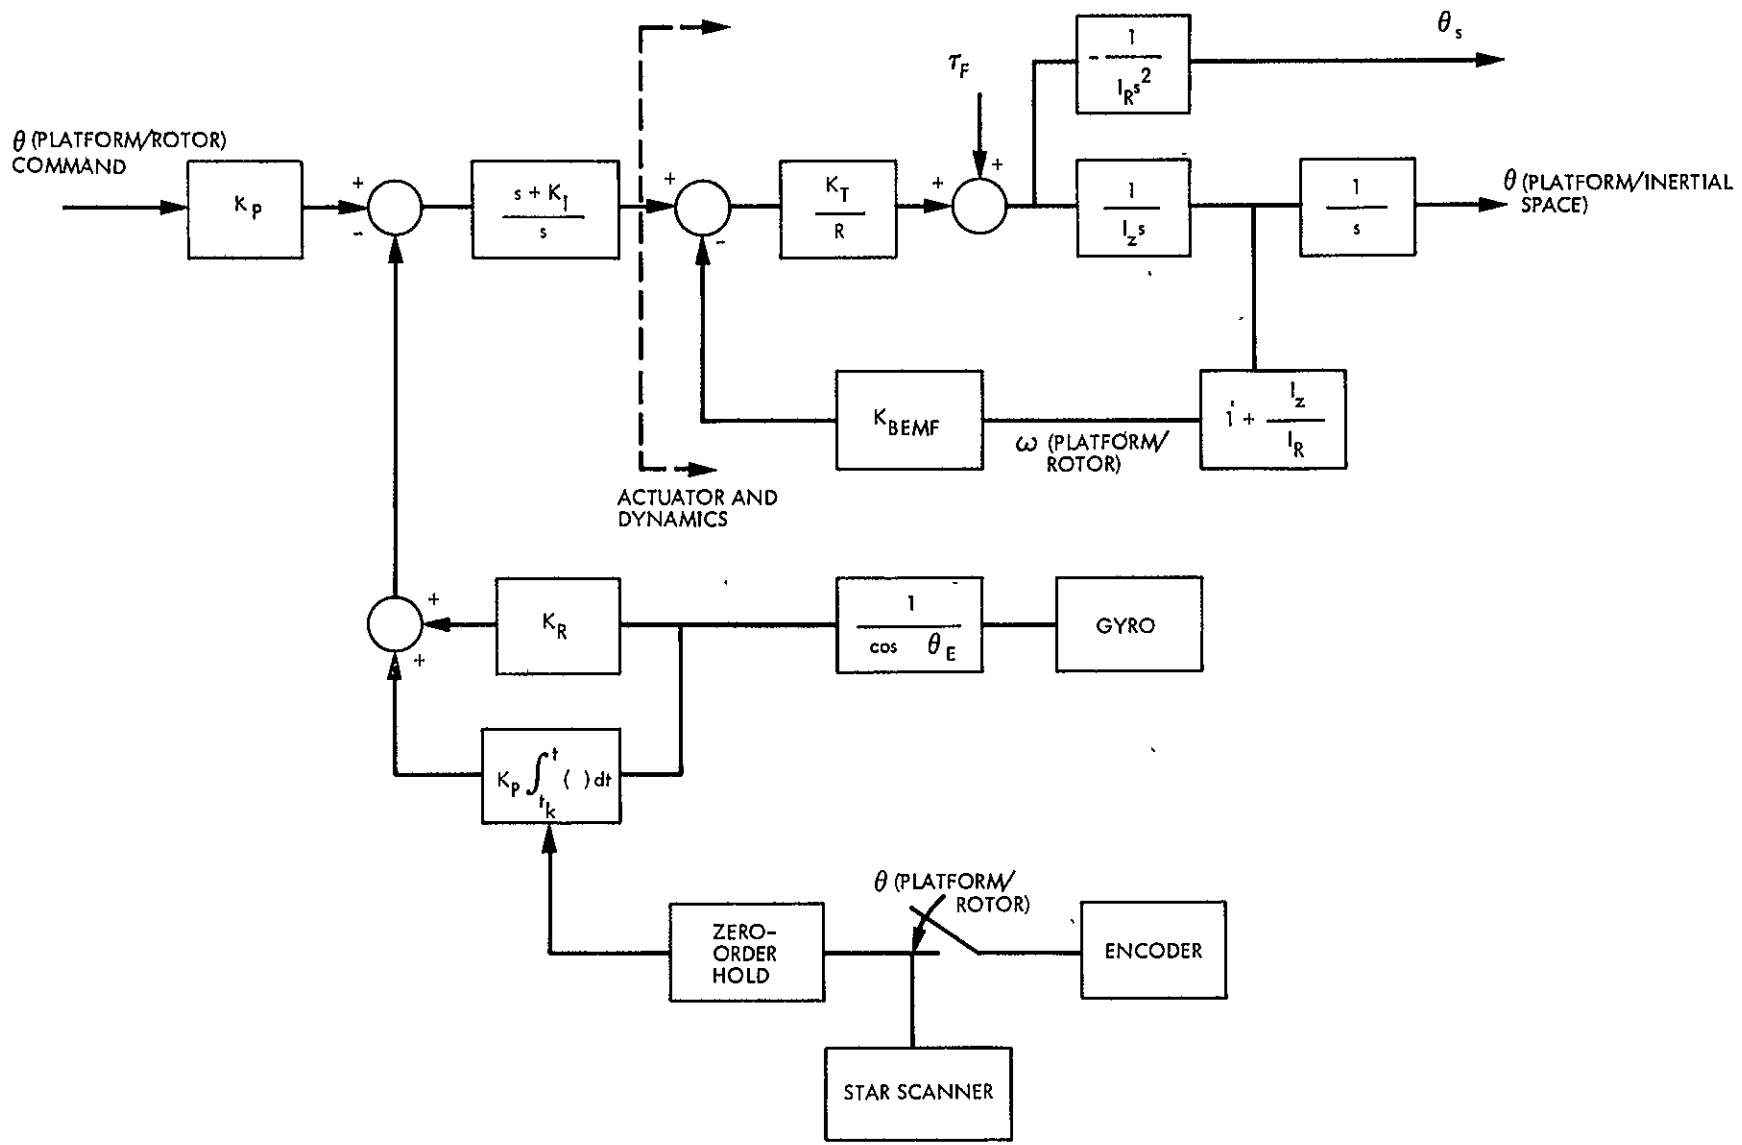 θ (PLATFORM/ROTOR)
COMMAND
K_P
+
-
s + K_I
s
+
-
K_T
R
τ_F
+
+
- 1
I_R s^2
θ_s
1
I_z s
1
s
θ (PLATFORM/INERTIAL
SPACE)
K_BEMF
ω (PLATFORM/
ROTOR)
1 + I_z
I_R
ACTUATOR AND
DYNAMICS
+
+
K_R
1
cos θ_E
GYRO
K_P ∫_{t_k}^{t} ( ) dt
θ (PLATFORM/
ROTOR)
ZERO-
ORDER
HOLD
ENCODER
STAR SCANNER